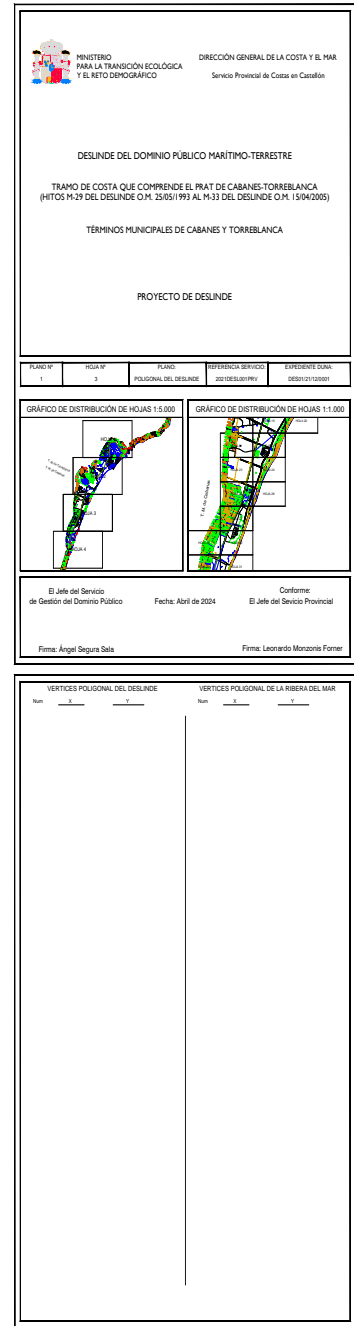 MINISTERIO
PARA LA TRANSICIÓN ECOLÓGICA
Y EL RETO DEMOGRÁFICO
DIRECCIÓN GENERAL DE LA COSTA Y EL MAR
Servicio Provincial de Costas en Castellón
DESLINDE DEL DOMINIO PÚBLICO MARÍTIMO-TERRESTRE
TRAMO DE COSTA QUE COMPRENDE EL PRAT DE CABANES-TORREBLANCA
(HITOS M-29 DEL DESLINDE O.M. 25/05/1993 AL M-33 DEL DESLINDE O.M. 15/04/2005)
TÉRMINOS MUNICIPALES DE CABANES Y TORREBLANCA
PROYECTO DE DESLINDE
PLANO Nº HOJA Nº PLANO: REFERENCIA SERVICIO: EXPEDIENTE DUNA:
1 3 POLIGONAL DEL DESLINDE 2021DESL001PRV DES01/21/12/0001
GRÁFICO DE DISTRIBUCIÓN DE HOJAS 1:5.000
GRÁFICO DE DISTRIBUCIÓN DE HOJAS 1:1.000
HOJA 3
HOJA 4
T. M. de Cabanes
El Jefe del Servicio
de Gestión del Dominio Público
Fecha: Abril de 2024
Conforme:
El Jefe del Sevicio Provincial
Firma: Ángel Segura Sala
Firma: Leonardo Monzonis Forner
VERTICES POLIGONAL DEL DESLINDE
VERTICES POLIGONAL DE LA RIBERA DEL MAR
Num X Y
Num X Y